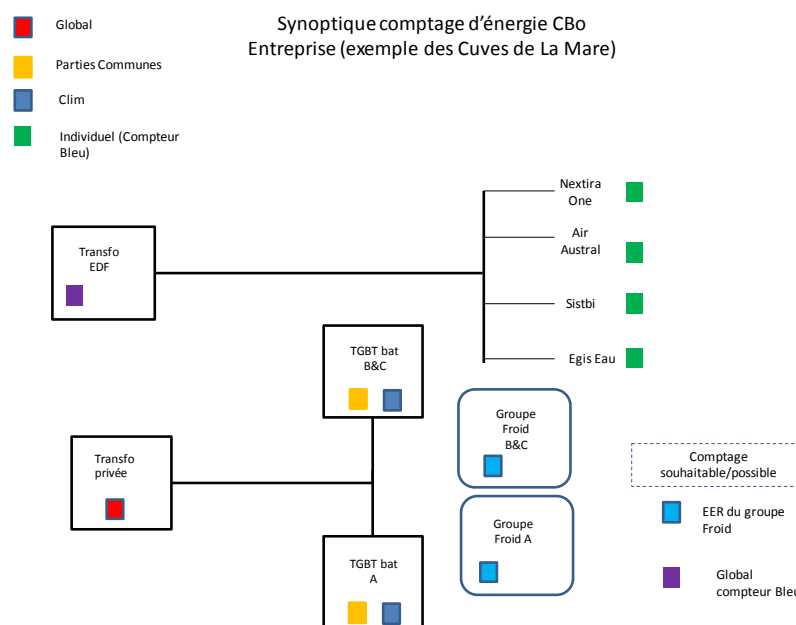 Synoptique comptage d'énergie CBo
Entreprise (exemple des Cuves de La Mare)
Global
Parties Communes
Clim
Individuel (Compteur
Bleu)
Nextira
One
Air
Austral
Sistbi
Egis Eau
Transfo
EDF
TGBT bat
B&C
Groupe
Froid
B&C
Transfo
privée
Groupe
Froid A
TGBT bat
A
Comptage
souhaitable/possible
EER du groupe
Froid
Global
compteur Bleu